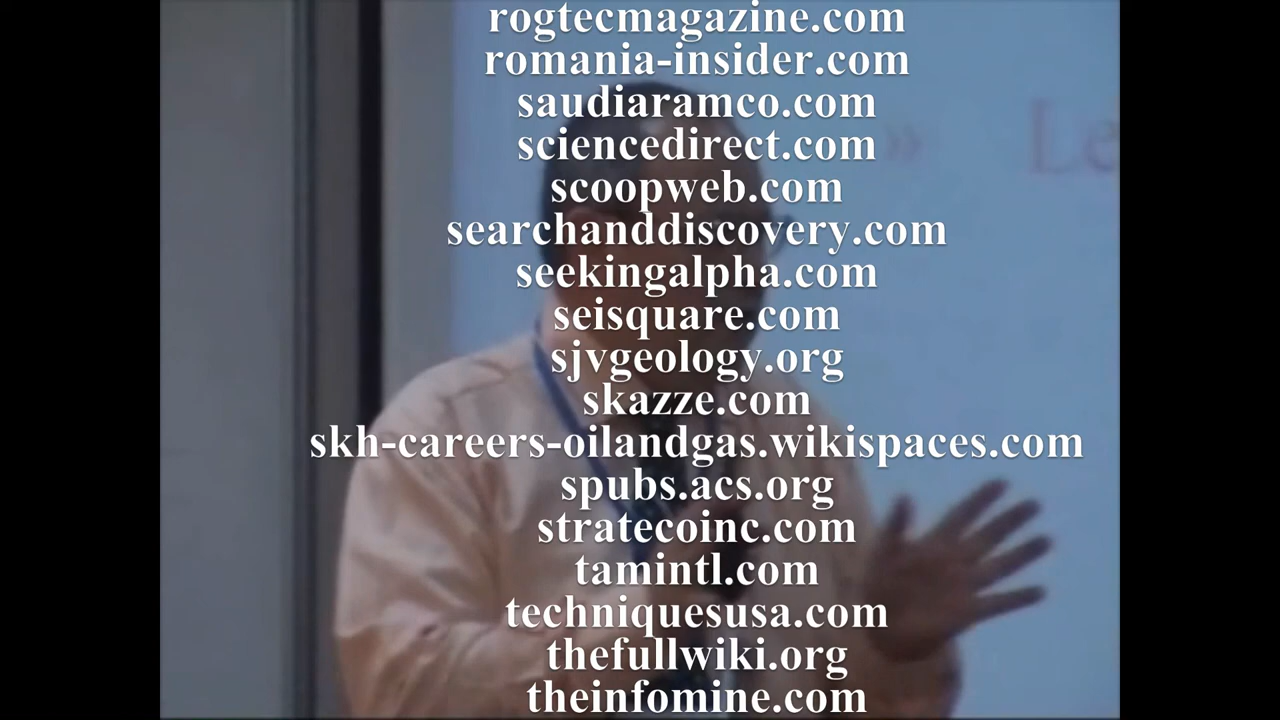 rogtecmagazine.com
romania-insider.com
saudiaramco.com
sciencedirect.com
scoopweb.com
searchanddiscovery.com
seekingalpha.com
seisquare.com
sjvgeology.org
skazze.com
skh-careers-oilandgas.wikispaces.com
spubs.acs.org
stratecoinc.com
tamintl.com
techniquesusa.com
thefullwiki.org
theinfomine.com
» Le